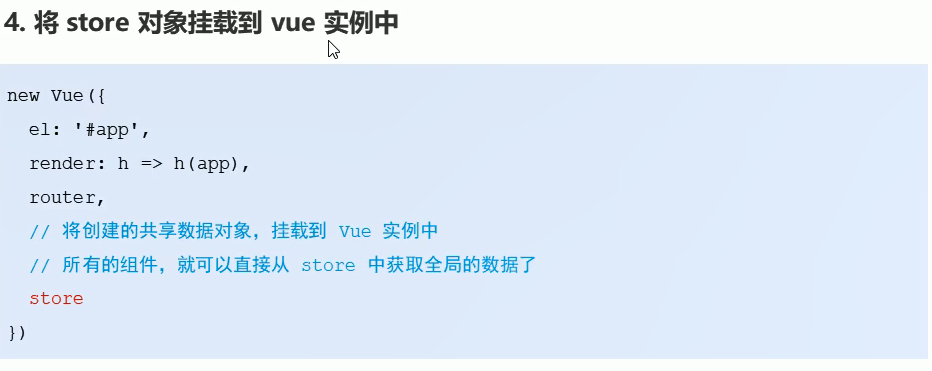 4. 将 store 对象挂载到 vue 实例中
new Vue({
  el: '#app',
  render: h => h(app),
  router,
  // 将创建的共享数据对象，挂载到 Vue 实例中
  // 所有的组件，就可以直接从 store 中获取全局的数据了
  store
})